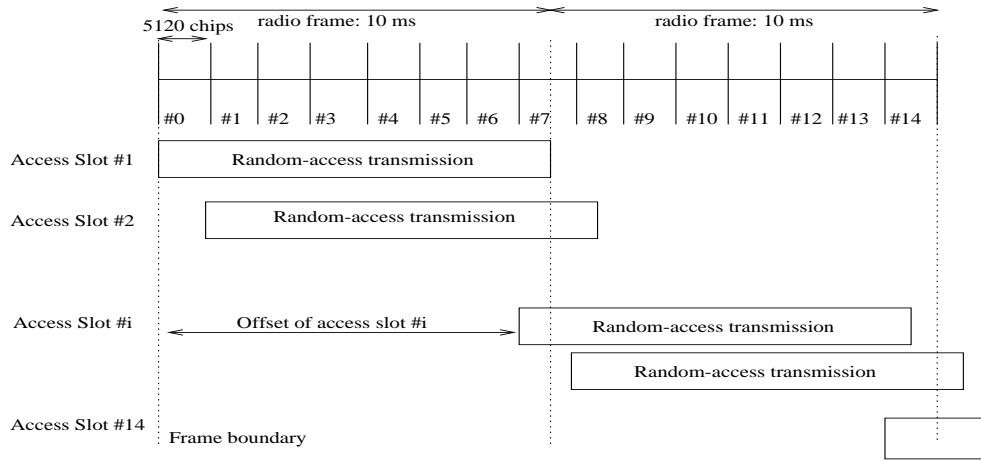 radio frame: 10 ms radio frame: 10 ms
5120 chips
#0 #1 #2 #3 #4 #5 #6 #7 #8 #9 #10 #11 #12 #13 #14
Access Slot #1 Random-access transmission
Access Slot #2 Random-access transmission
Access Slot #i Offset of access slot #i Random-access transmission
Random-access transmission
Access Slot #14
Frame boundary